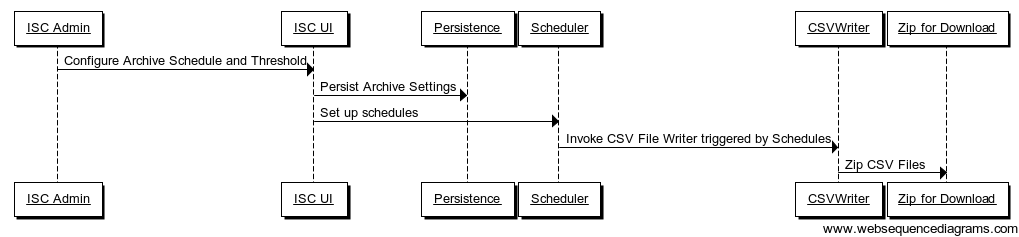 ISC Admin
ISC UI
Persistence
Scheduler
CSVWriter
Zip for Download
Configure Archive Schedule and Threshold
Persist Archive Settings
Set up schedules
Invoke CSV File Writer triggered by Schedules
Zip CSV Files
ISC Admin
ISC UI
Persistence
Scheduler
CSVWriter
Zip for Download
www.websequencediagrams.com